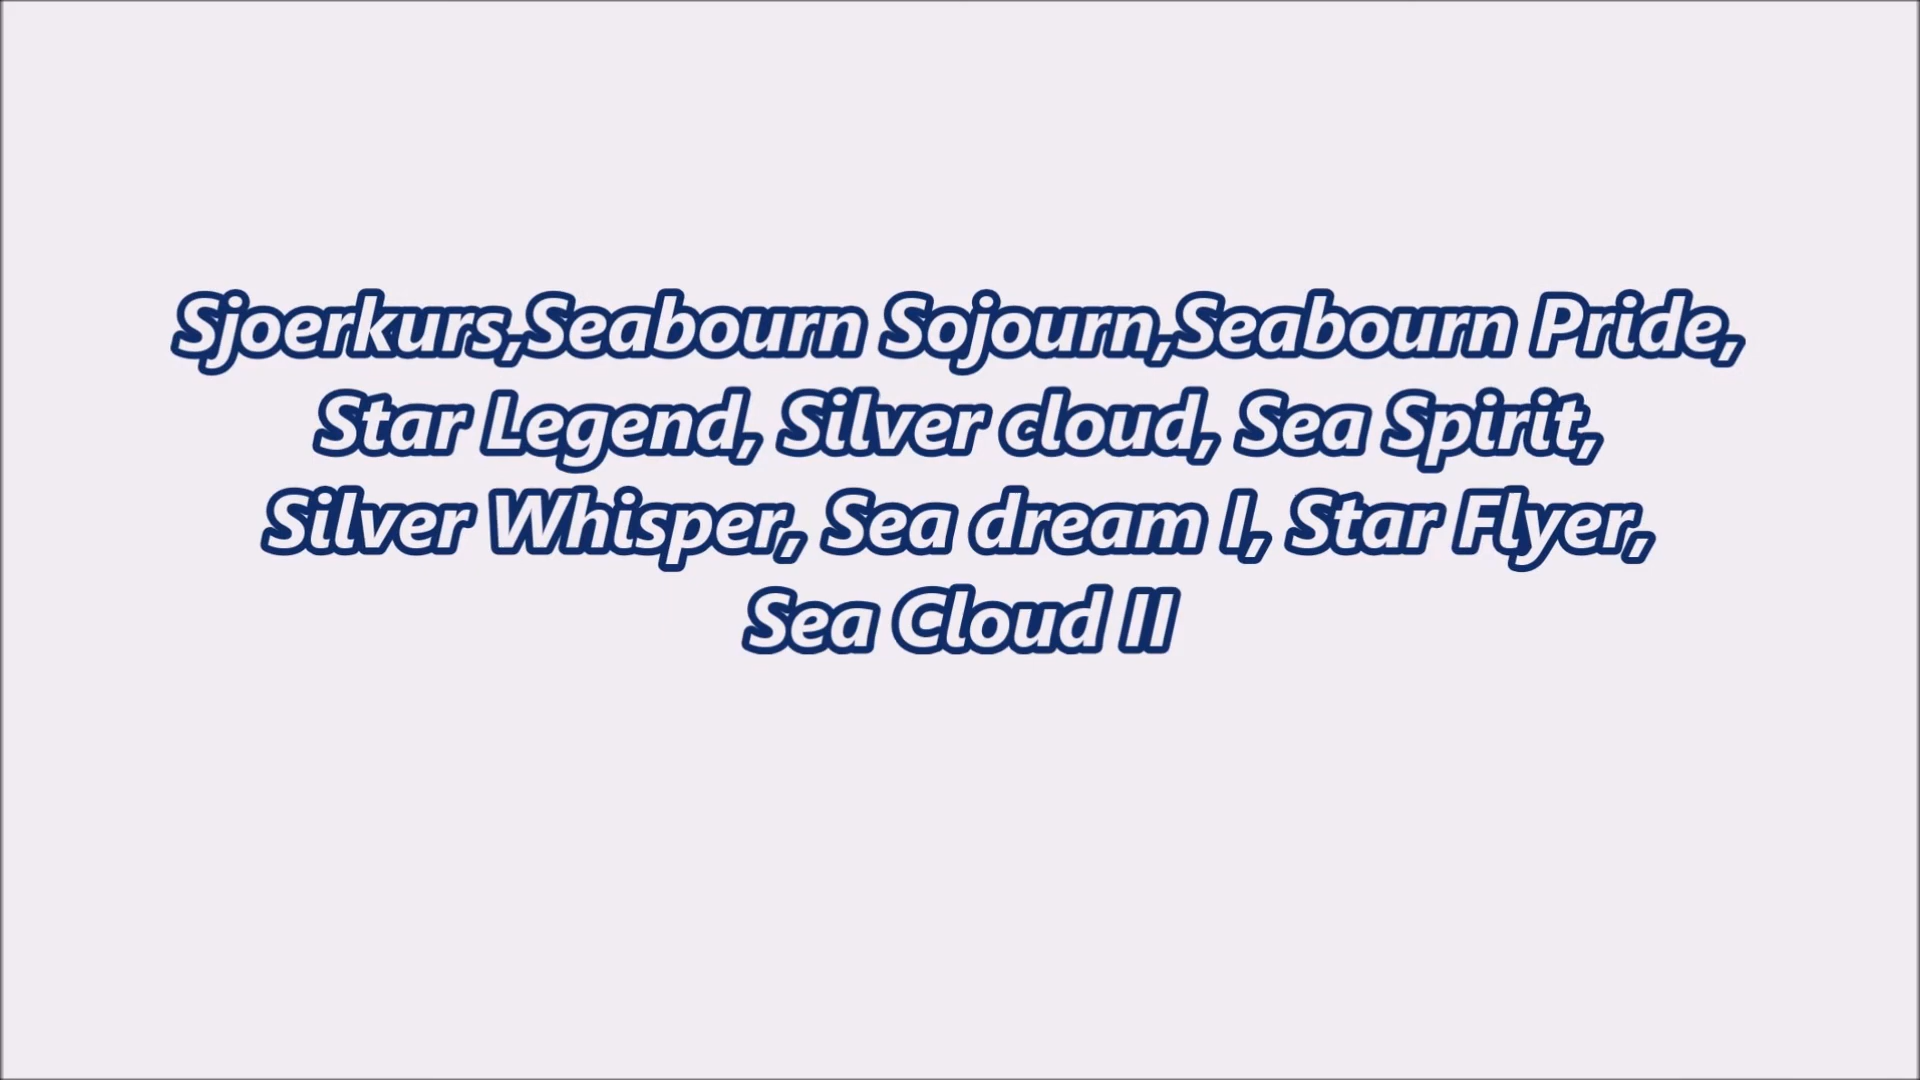 Sjoerkurs,Seabourn Sojourn,Seabourn Pride,
Star Legend, Silver cloud, Sea Spirit,
Silver Whisper, Sea dream I, Star Flyer,
Sea Cloud II